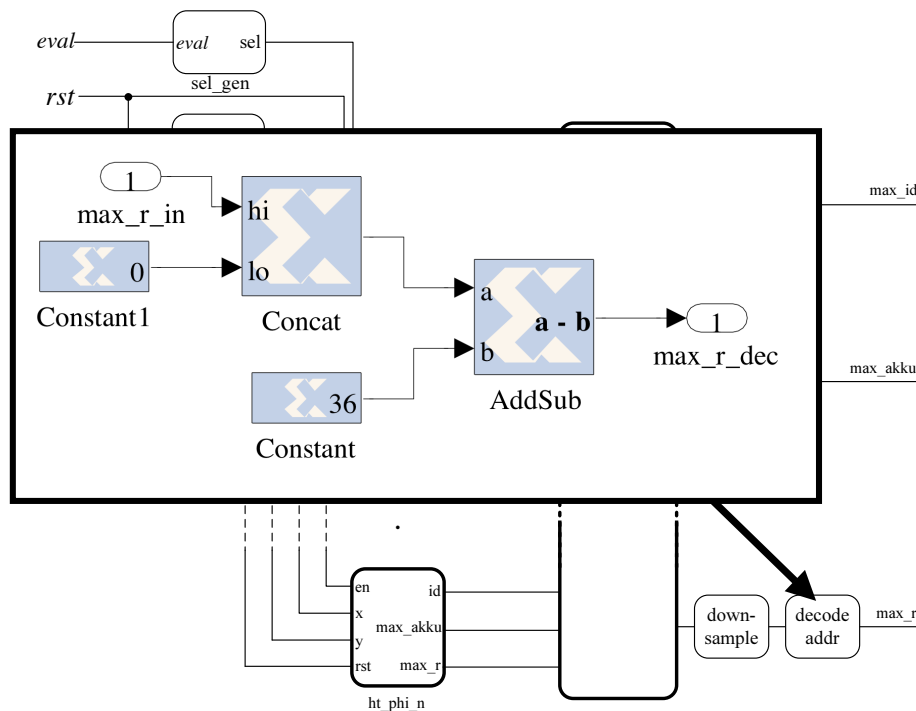 eval
eval
sel
sel_gen
rst
1
max_r_in
hi
lo
0
Constant1
Concat
a
a - b
b
AddSub
36
Constant
1
max_r_dec
max_id
max_akku
en
x
y
rst
id
max_akku
max_r
ht_phi_n
down-
sample
decode
addr
max_r